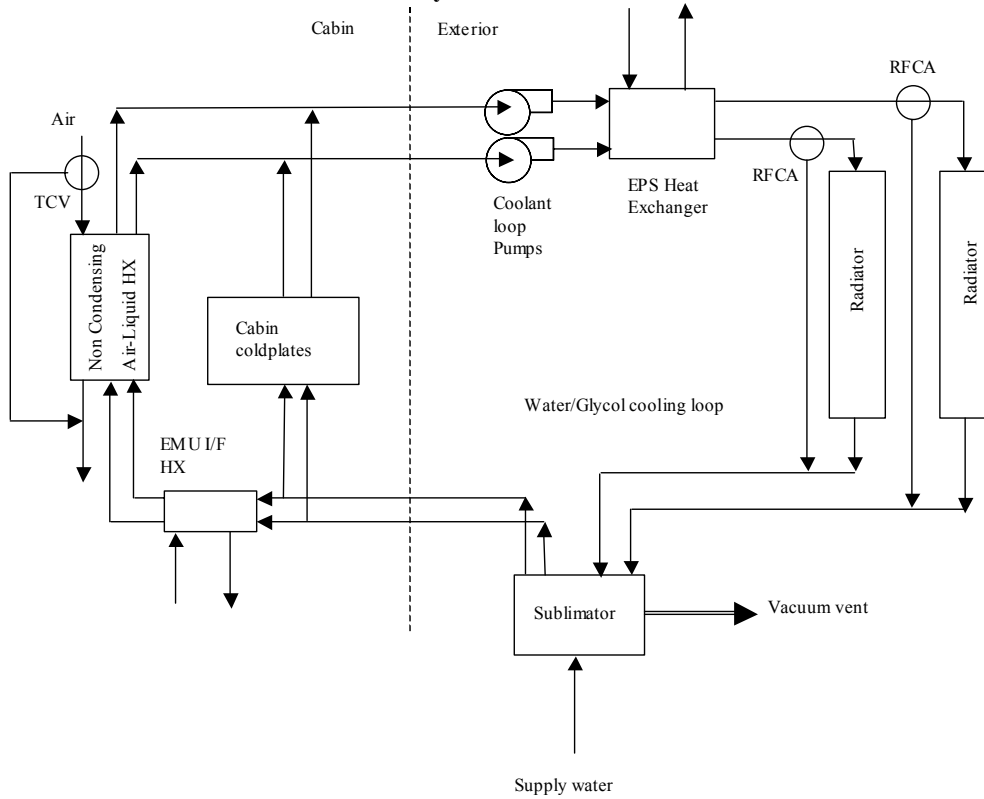 Cabin
Exterior
RFCA
Air
TCV
RFCA
EPS Heat
Exchanger
Coolant
loop
Pumps
Non Condensing
Air-Liquid HX
Radiator
Radiator
Cabin
coldplates
Water/Glycol cooling loop
EMU I/F
HX
Sublimator
Vacuum vent
Supply water